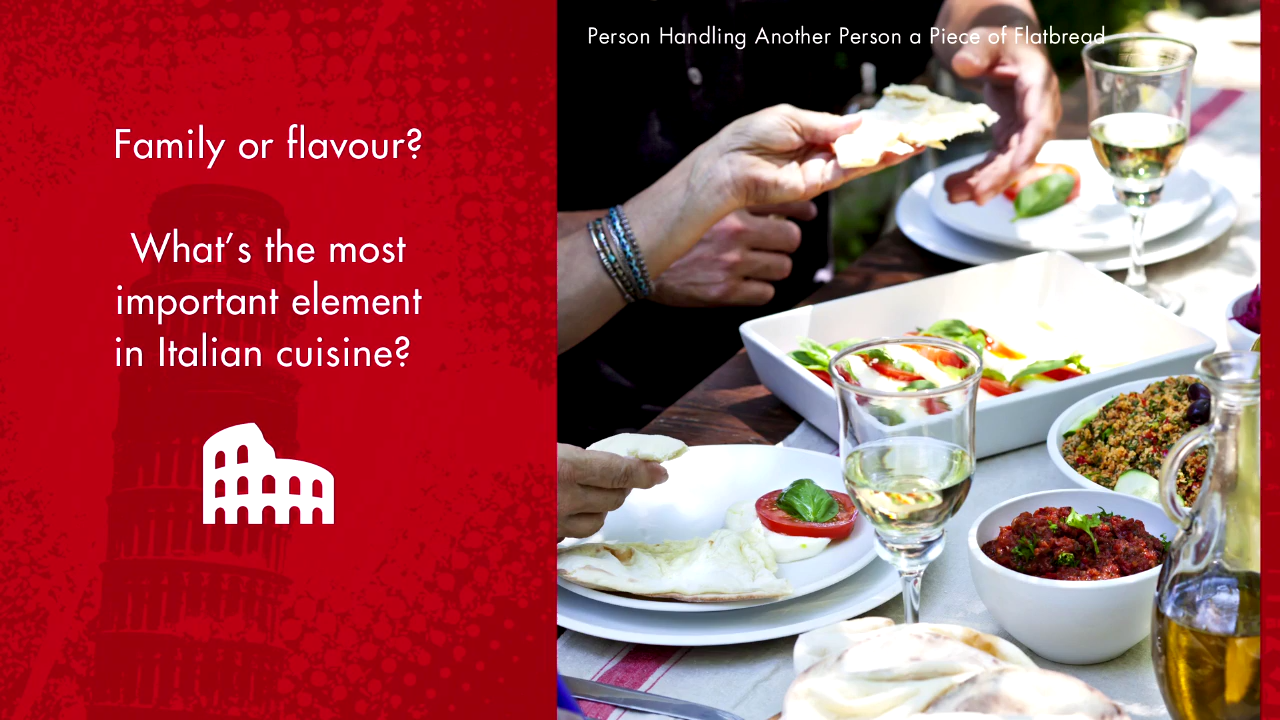 Family or flavour?
What's the most
important element
in Italian cuisine?
Person Handling Another Person a Piece of Flatbread